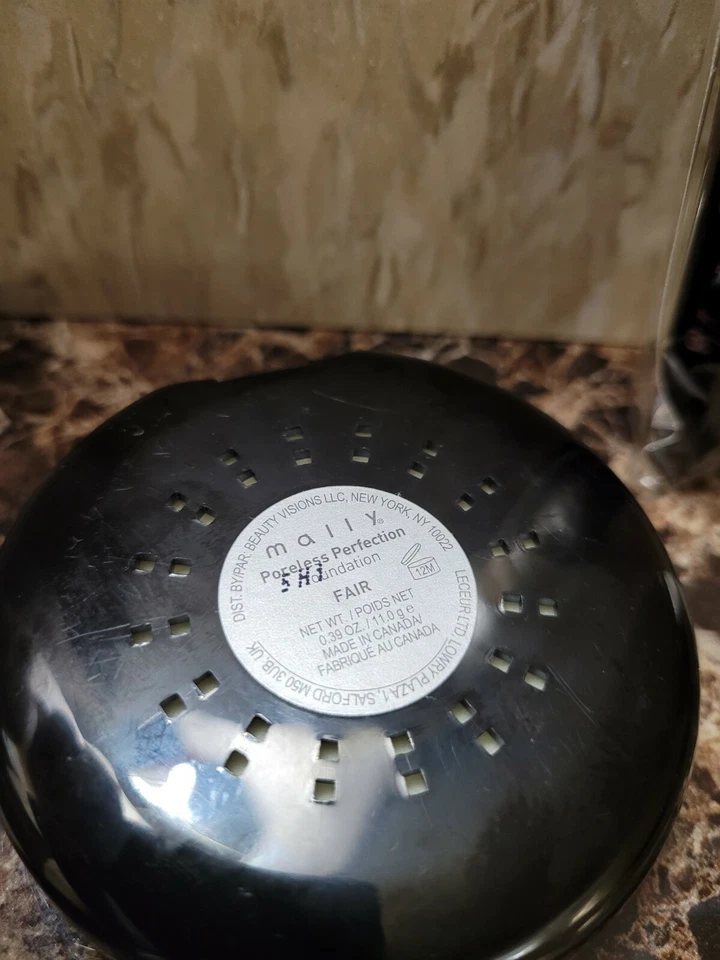 DIST. BY/PAR: BEAUTY VISIONS LLC, NEW YORK, NY 10022
mally®
Poreless Perfection
Foundation
12M
FAIR
NET WT. / POIDS NET
0.39 OZ. / 11.0 g e
MADE IN CANADA/
FABRIQUÉ AU CANADA
LECEUR LTD, LOWRY PLAZA 1, SALFORD M50 3UB UK